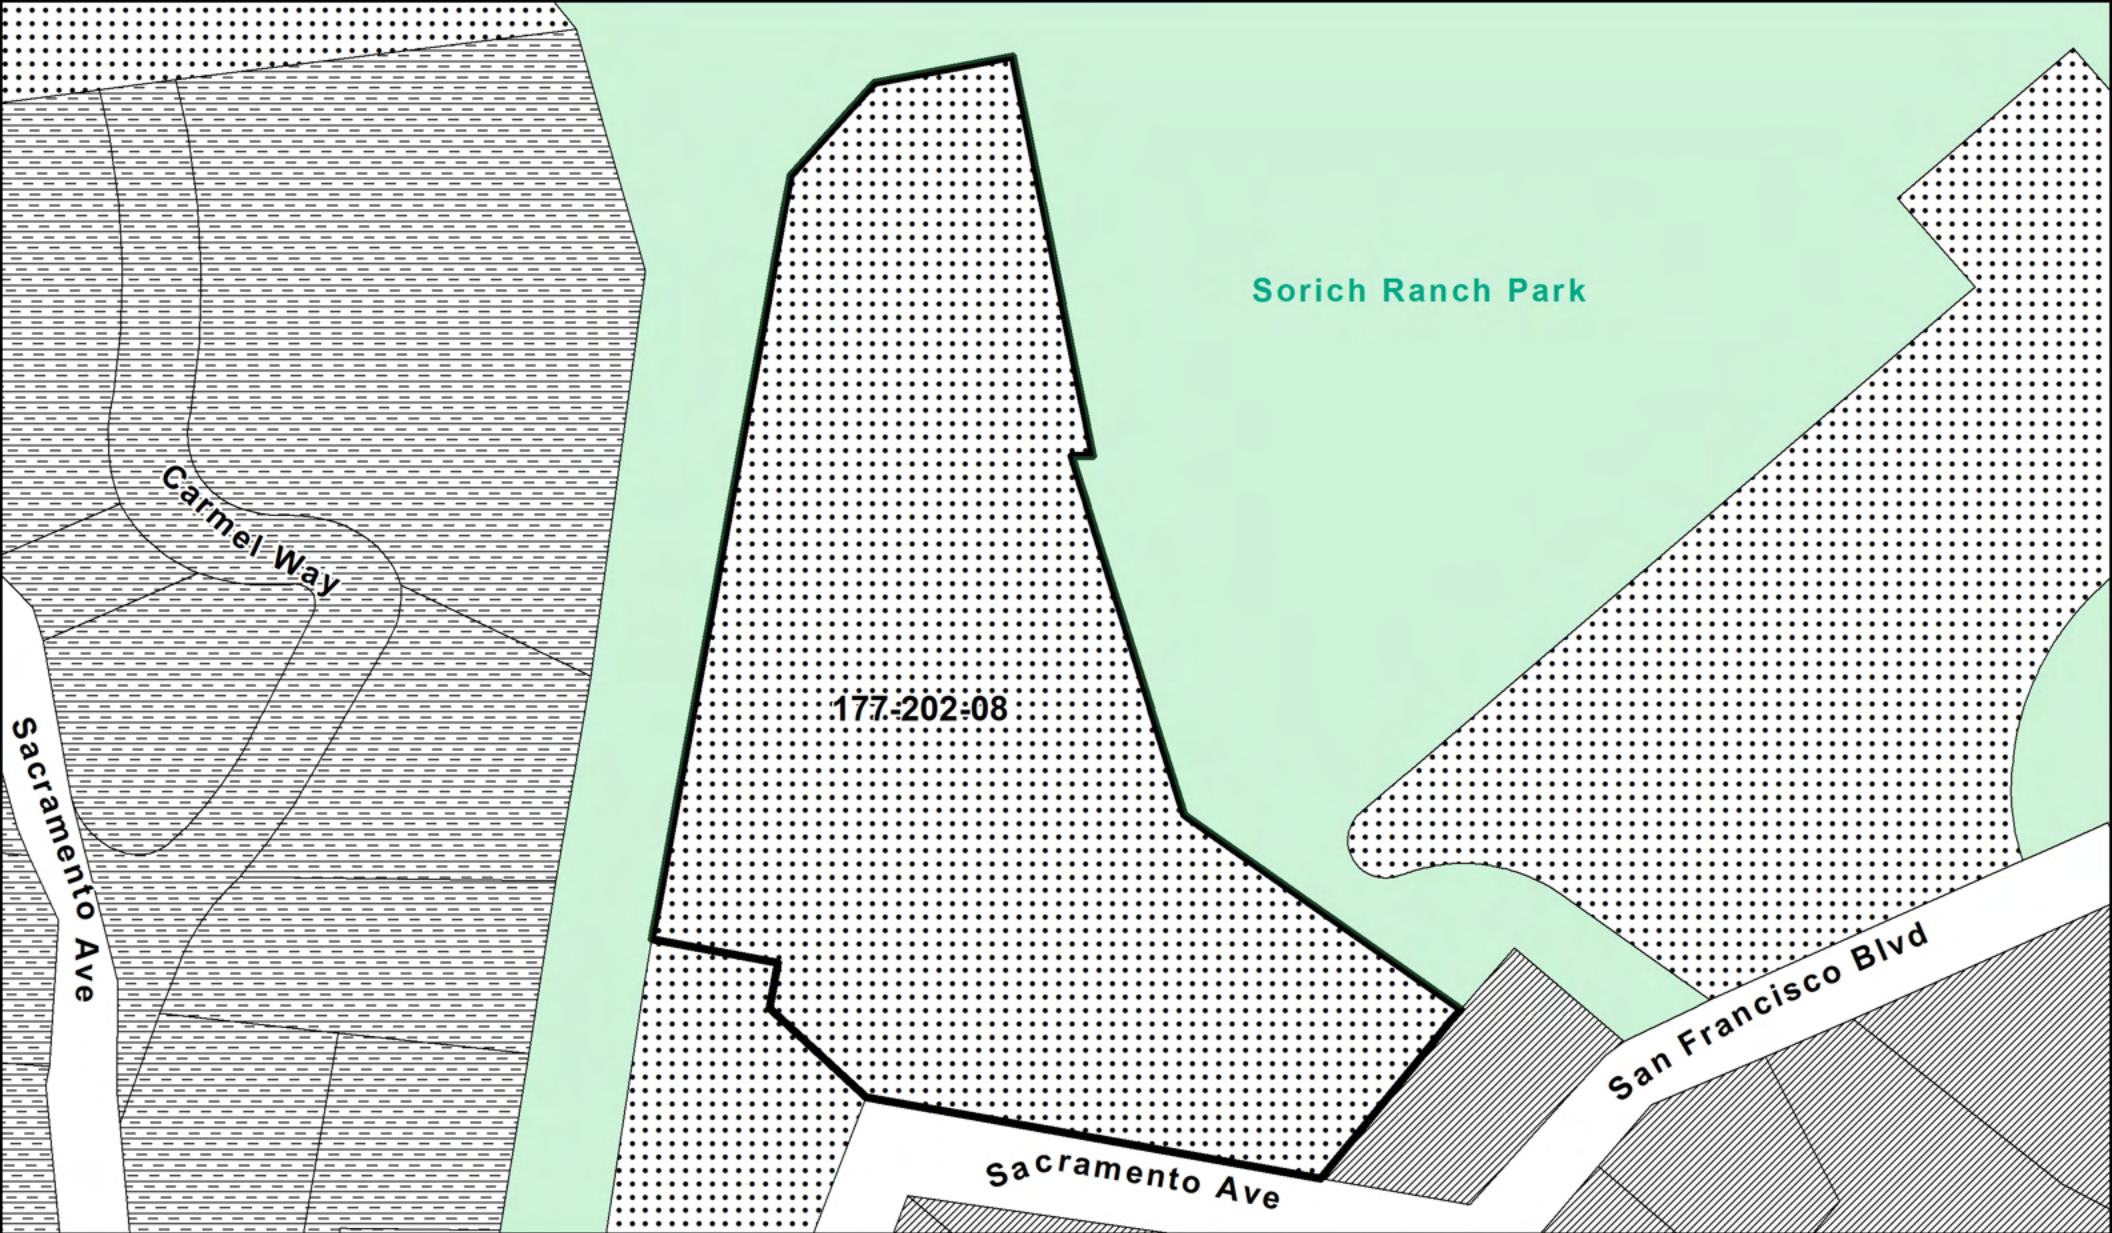 Sorich Ranch Park
Carmel Way
177-202-08
Sacramento Ave
San Francisco Blvd
Sacramento Ave